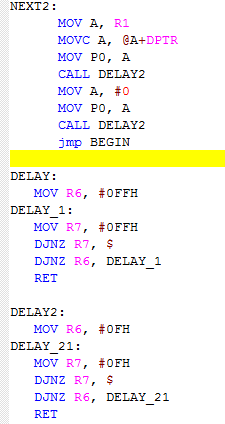 NEXT2:
MOV A, R1
MOVC A, @A+DPTR
MOV P0, A
CALL DELAY2
MOV A, #0
MOV P0, A
CALL DELAY2
jmp BEGIN
DELAY:
MOV R6, #0FFH
DELAY_1:
MOV R7, #0FFH
DJNZ R7, $
DJNZ R6, DELAY_1
RET
DELAY2:
MOV R6, #0FH
DELAY_21:
MOV R7, #0FH
DJNZ R7, $
DJNZ R6, DELAY_21
RET